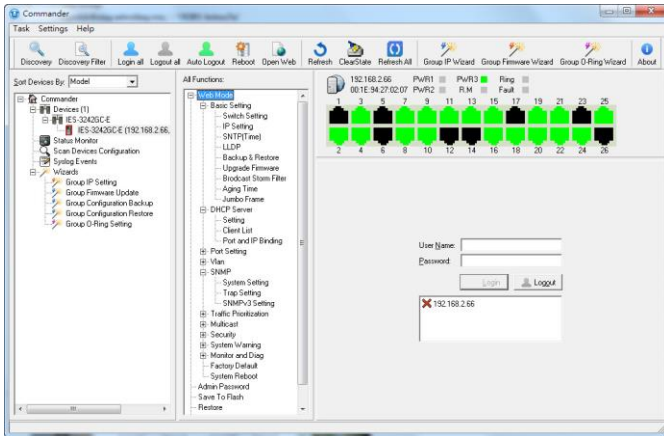 Commander
Task Settings Help
Discovery Discovery Filter Login all Logout all Auto Logout Reboot Open Web Refresh ClearState Refresh All Group IP Wizard Group Firmware Wizard Group O-Ring Wizard About
Sort Devices By: Model
Commander
Devices (1)
IES-3242GC-E
IES-3242GC-E (192.168.2.66.
Status Monitor
Scan Devices Configuration
Syslog Events
Wizards
Group IP Setting
Group Firmware Update
Group Configuration Backup
Group Configuration Restore
Group O-Ring Setting
All Functions:
Web Mode
Basic Setting
Switch Setting
IP Setting
SNTP(Time)
LLDP
Backup & Restore
Upgrade Firmware
Brodcast Storm Filter
Aging Time
Jumbo Frame
DHCP Server
Setting
Client List
Port and IP Binding
Port Setting
Vlan
SNMP
System Setting
Trap Setting
SNMPv3 Setting
Traffic Prioritization
Multicast
Security
System Warning
Monitor and Diag
Factory Default
System Reboot
Admin Password
Save To Flash
Restore
192.168.2.66 PWR1 PWR3 Ring
00:1E:94:27:02:07 PWR2 R.M Fault
1 3 5 7 9 11 13 15 17 19 21 23 25
2 4 6 8 10 12 14 16 18 20 22 24 26
User Name:
Password:
Login Logout
192.168.2.66